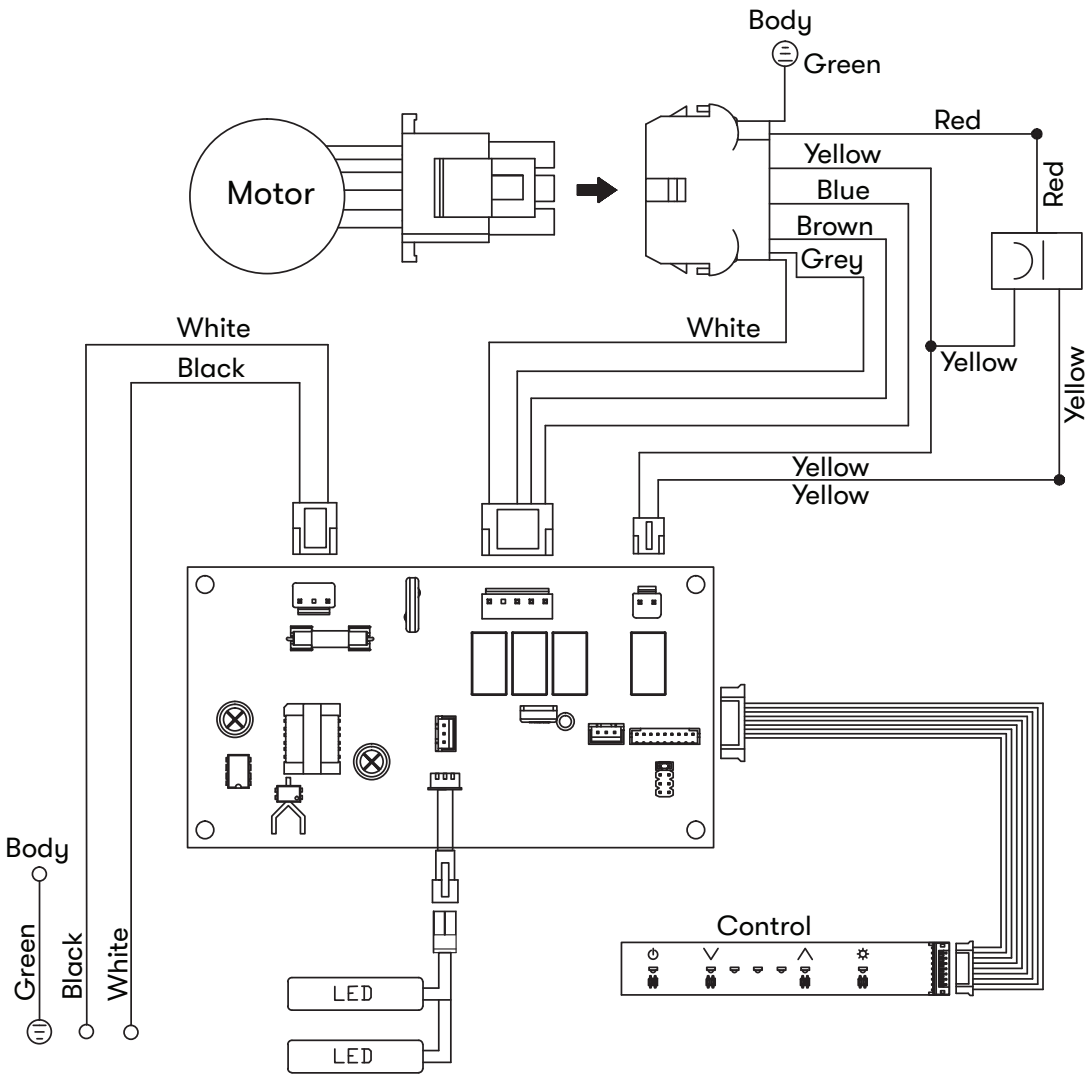 Body
Green
Red
Yellow
Motor
Blue
Red
Brown
Grey
White
White
Black
Yellow
Yellow
Yellow
Yellow
Body
Green
Black
White
Control
LED
LED